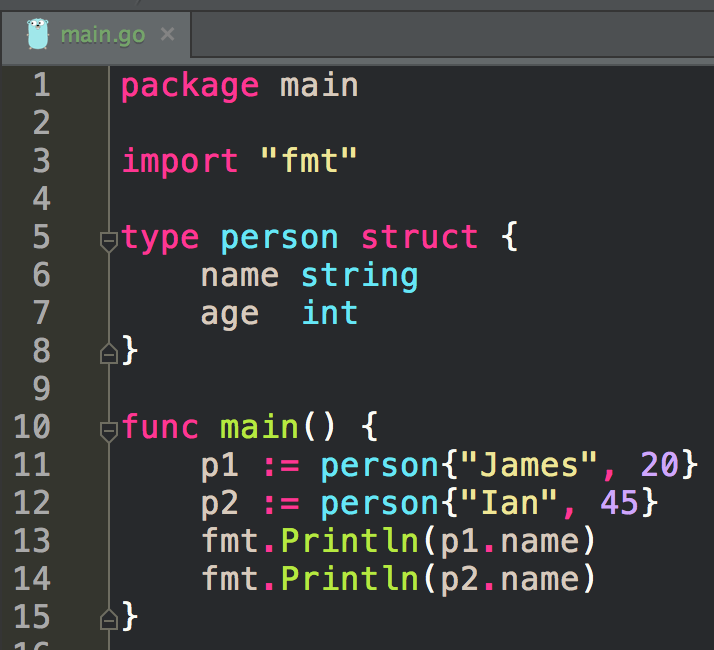 main.go ×
1 package main
2
3 import "fmt"
4
5 type person struct {
6     name string
7     age  int
8 }
9
10 func main() {
11     p1 := person{"James", 20}
12     p2 := person{"Ian", 45}
13     fmt.Println(p1.name)
14     fmt.Println(p2.name)
15 }
16